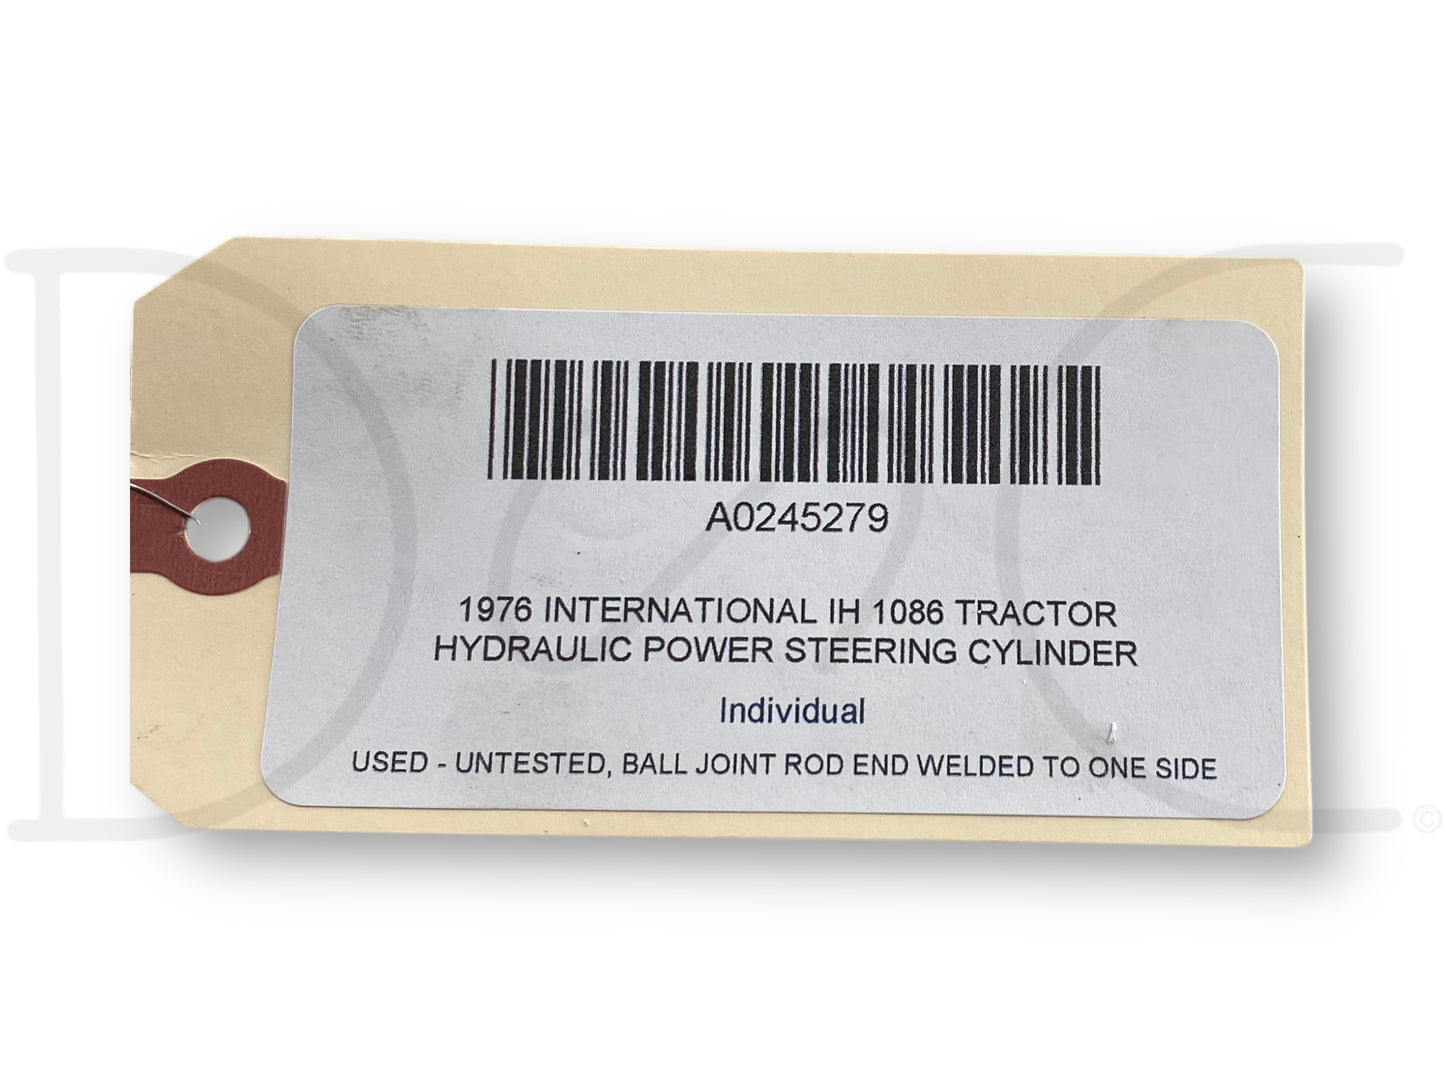 A0245279
1976 INTERNATIONAL IH 1086 TRACTOR
HYDRAULIC POWER STEERING CYLINDER
Individual
USED - UNTESTED, BALL JOINT ROD END WELDED TO ONE SIDE
©